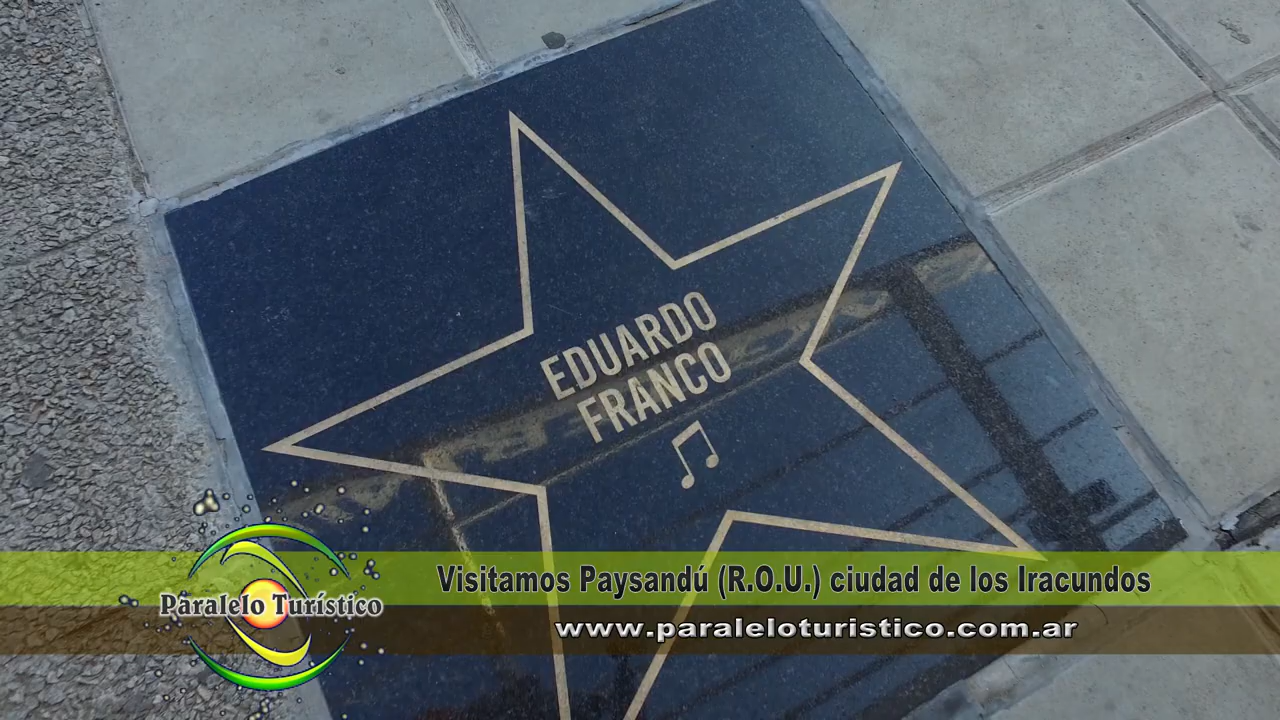 EDUARDO
FRANCO
Visitamos Paysandú (R.O.U.) ciudad de los Iracundos
Paralelo Turístico
www.paraleloturistico.com.ar